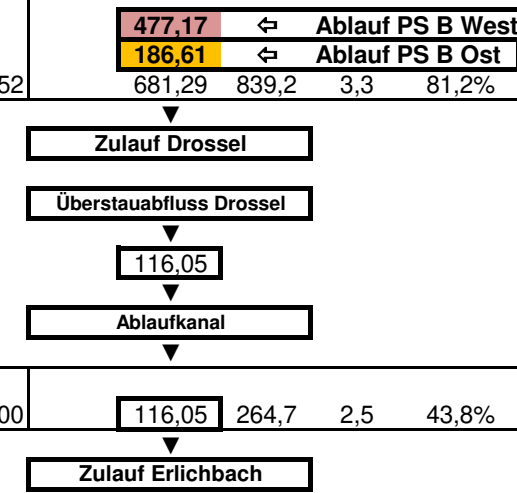 477,17 ⇦ Ablauf PS B West
186,61 ⇦ Ablauf PS B Ost
52 681,29 839,2 3,3 81,2%
▼
Zulauf Drossel
Überstauabfluss Drossel
▼
116,05
▼
Ablaufkanal
▼
00 116,05 264,7 2,5 43,8%
▼
Zulauf Erlichbach